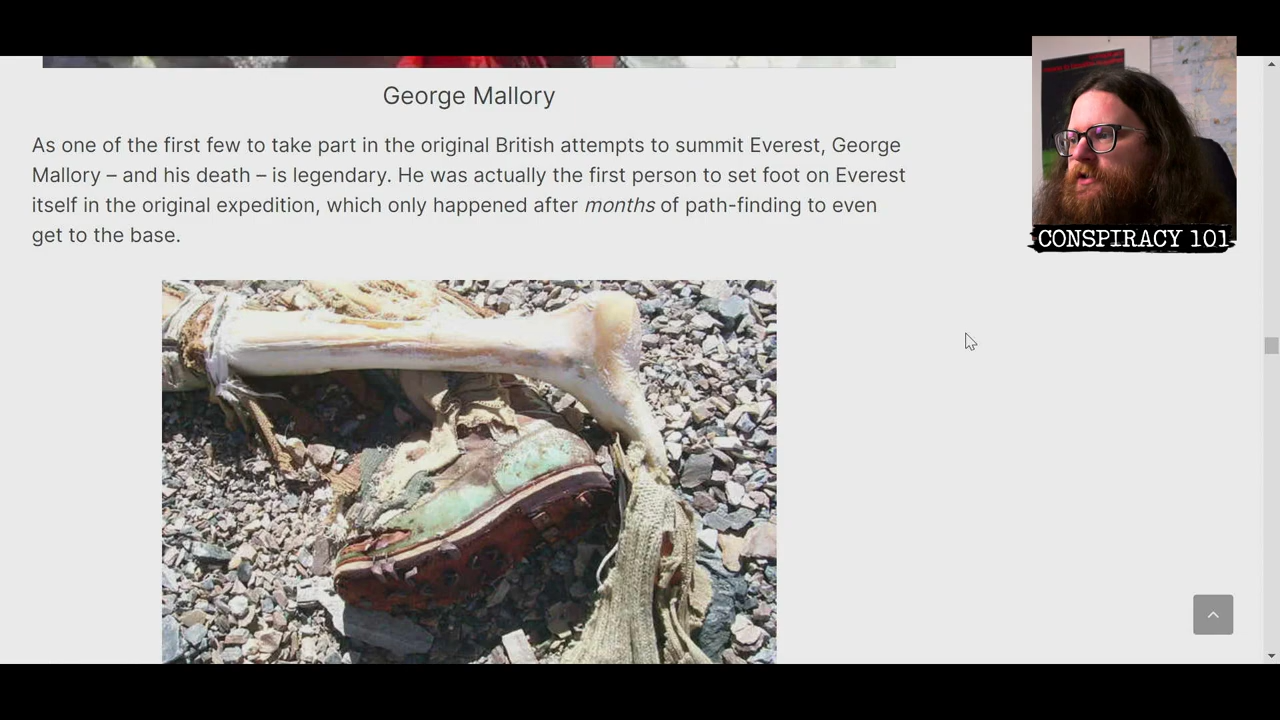 George Mallory
As one of the first few to take part in the original British attempts to summit Everest, George
Mallory – and his death – is legendary. He was actually the first person to set foot on Everest
itself in the original expedition, which only happened after months of path-finding to even
get to the base.
CONSPIRACY 101